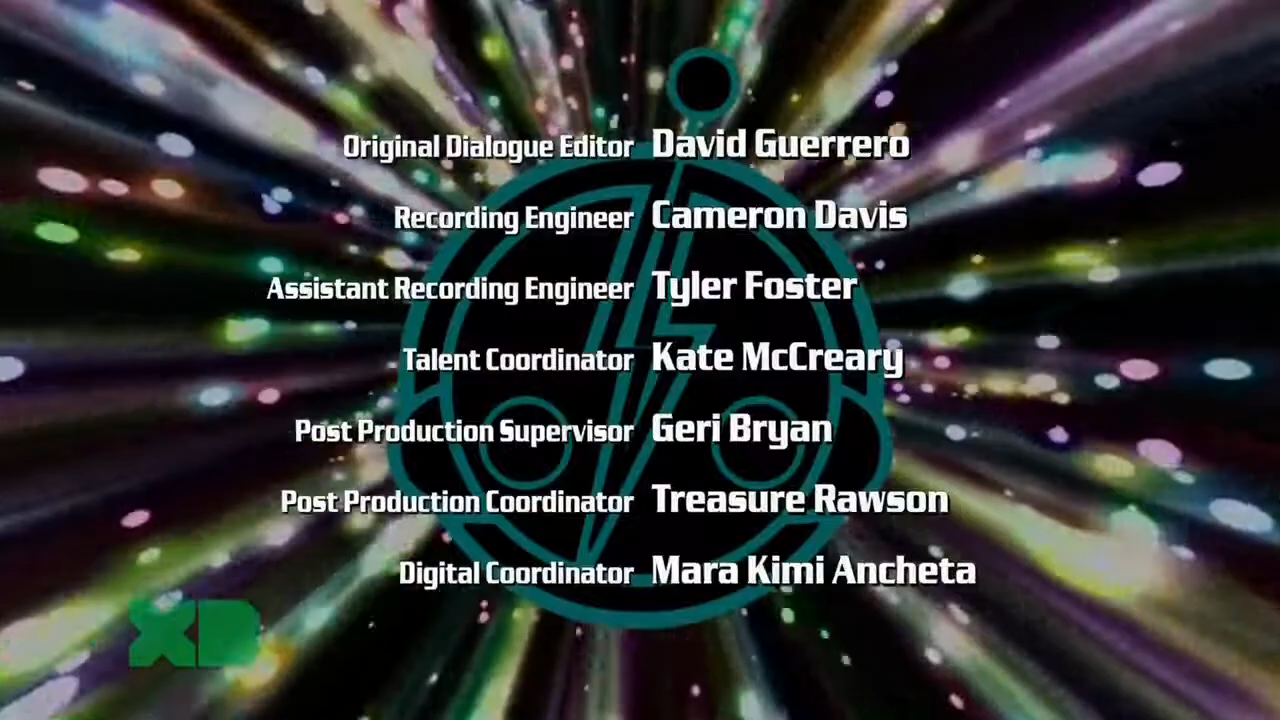 Original Dialogue Editor David Guerrero
Recording Engineer Cameron Davis
Assistant Recording Engineer Tyler Foster
Talent Coordinator Kate McCreary
Post Production Supervisor Geri Bryan
Post Production Coordinator Treasure Rawson
Digital Coordinator Mara Kimi Ancheta
XD